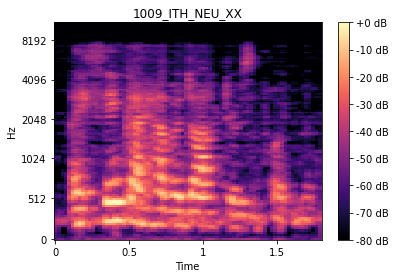 1009_ITH_NEU_XX
Hz
8192
4096
2048
1024
512
0
0
0.5
1
1.5
Time
+0 dB
-10 dB
-20 dB
-30 dB
-40 dB
-50 dB
-60 dB
-70 dB
-80 dB